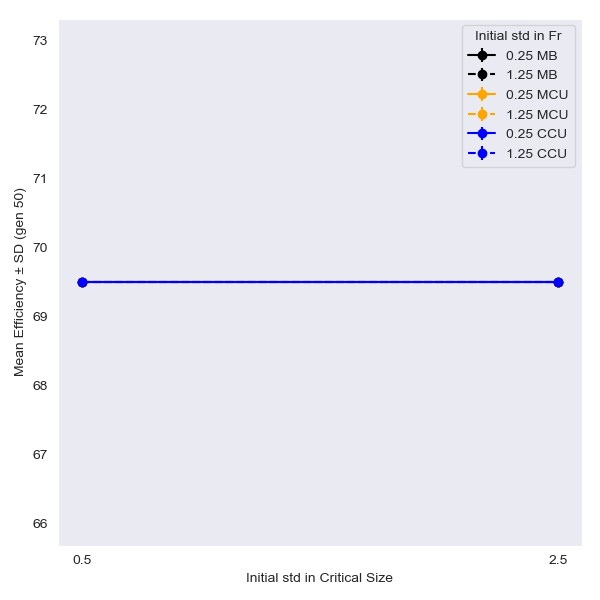 Initial std in Fr
0.25 MB
1.25 MB
0.25 MCU
1.25 MCU
0.25 CCU
1.25 CCU
73
72
71
70
69
68
67
66
Mean Efficiency ± SD (gen 50)
0.5
2.5
Initial std in Critical Size